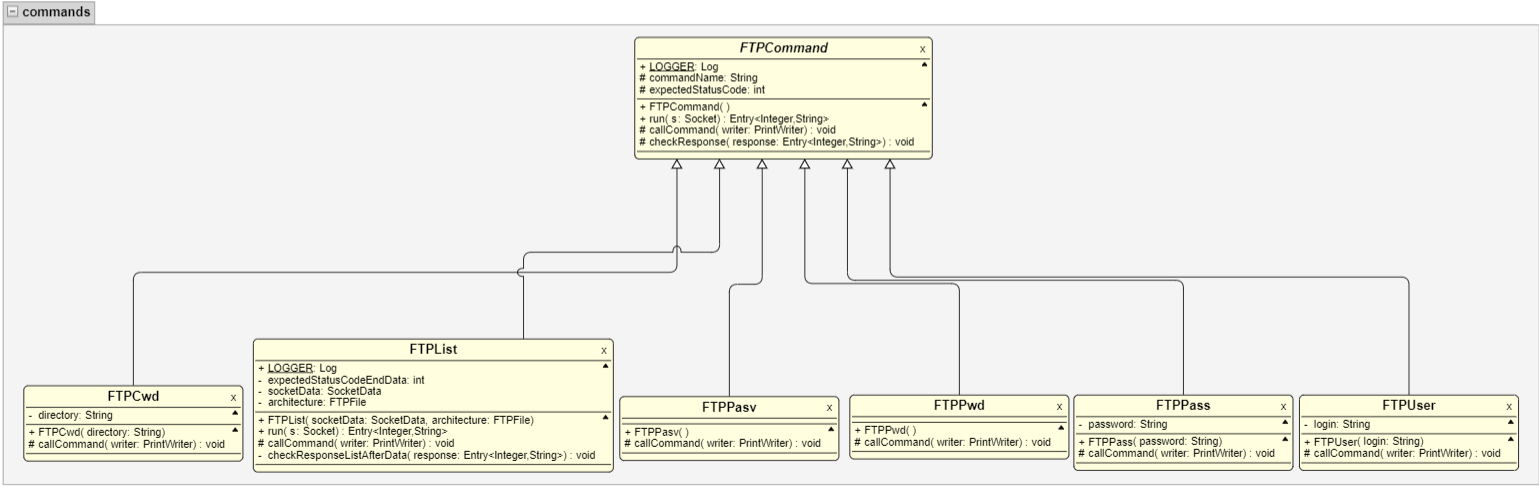 commands
FTPCommand x
+ LOGGER: Log
# commandName: String
# expectedStatusCode: int
+ FTPCommand( )
+ run( s: Socket) : Entry<Integer,String>
# callCommand( writer: PrintWriter) : void
# checkResponse( response: Entry<Integer,String>) : void
FTPCwd x
- directory: String
+ FTPCwd( directory: String)
# callCommand( writer: PrintWriter) : void
FTPList x
+ LOGGER: Log
- expectedStatusCodeEndData: int
- socketData: SocketData
- architecture: FTPFile
+ FTPList( socketData: SocketData, architecture: FTPFile)
+ run( s: Socket) : Entry<Integer,String>
# callCommand( writer: PrintWriter) : void
- checkResponseListAfterData( response: Entry<Integer,String>) : void
FTPPasv x
+ FTPPasv( )
# callCommand( writer: PrintWriter) : void
FTPPwd x
+ FTPPwd( )
# callCommand( writer: PrintWriter) : void
FTPPass x
- password: String
+ FTPPass( password: String)
# callCommand( writer: PrintWriter) : void
FTPUser x
- login: String
+ FTPUser( login: String)
# callCommand( writer: PrintWriter) : void